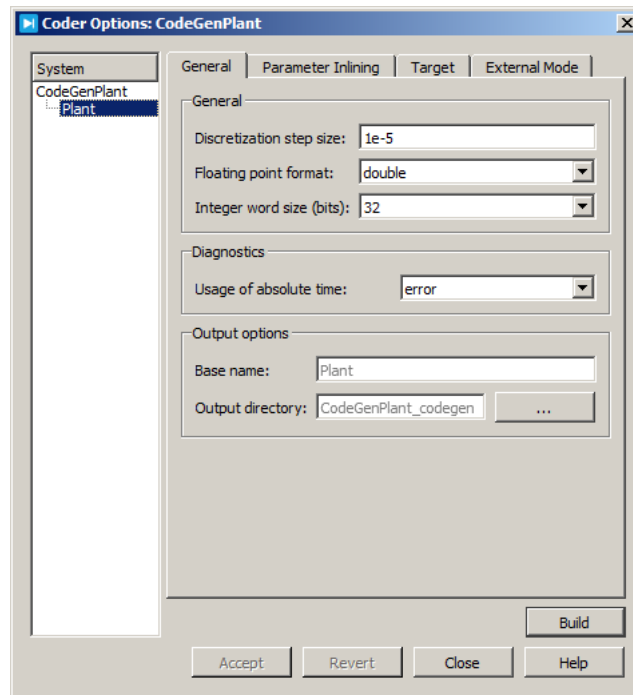 Coder Options: CodeGenPlant
System
CodeGenPlant
Plant
General
Parameter Inlining
Target
External Mode
General
Discretization step size: 1e-5
Floating point format: double
Integer word size (bits): 32
Diagnostics
Usage of absolute time: error
Output options
Base name: Plant
Output directory: CodeGenPlant_codegen ...
Build
Accept Revert Close Help